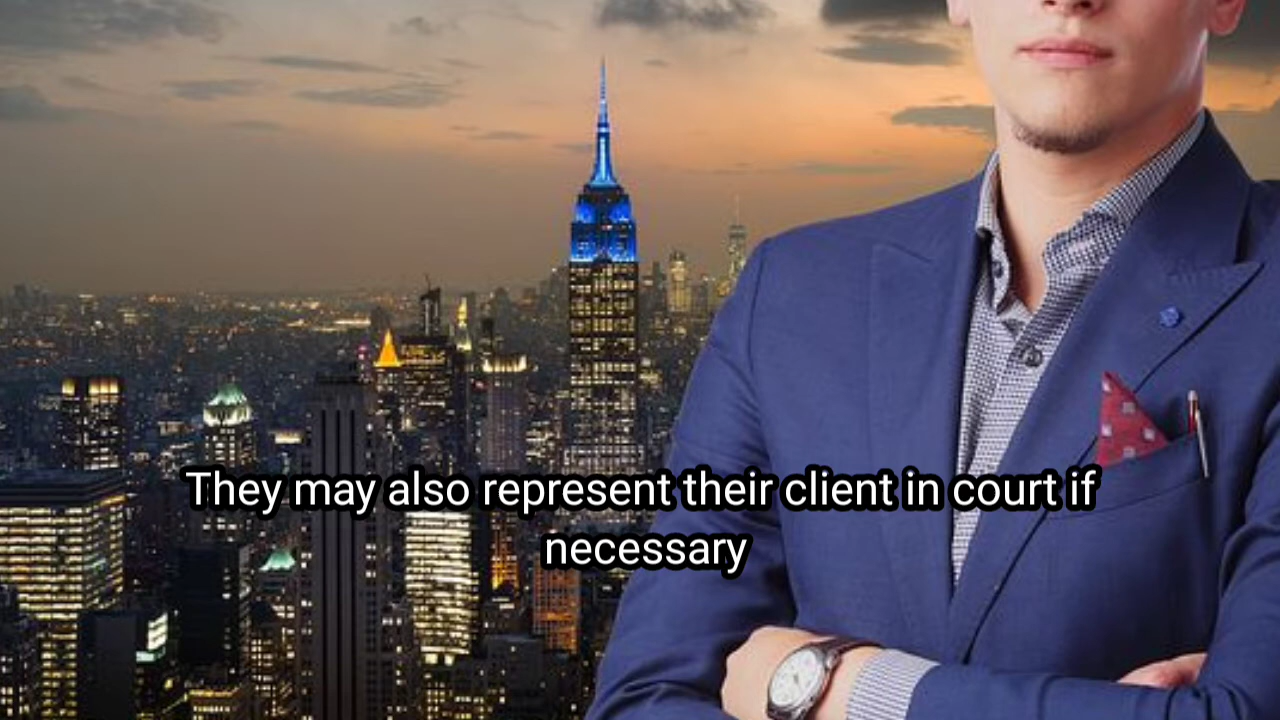 They may also represent their client in court if
necessary